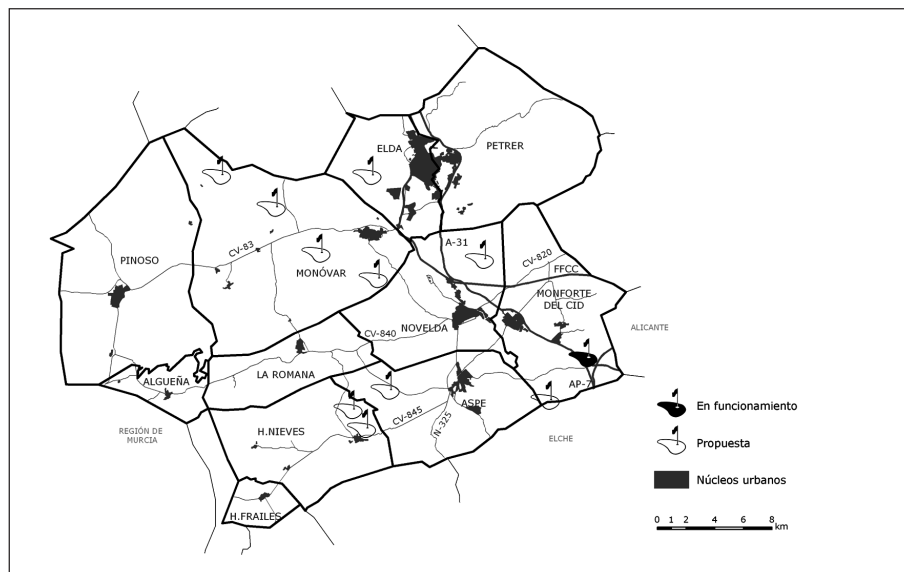 ELDA
PETRER
CV-83
PINOSO
MONÓVAR
A-31
CV-820
FFCC
MONFORTE
DEL CID
ALICANTE
NOVELDA
CV-840
ALGUEÑA
LA ROMANA
AP-7
ASPE
CV-845
N-325
H.NIEVES
REGIÓN DE
MURCIA
ELCHE
H.FRAILES
En funcionamiento
Propuesta
Núcleos urbanos
0 1 2 4 6 8
km